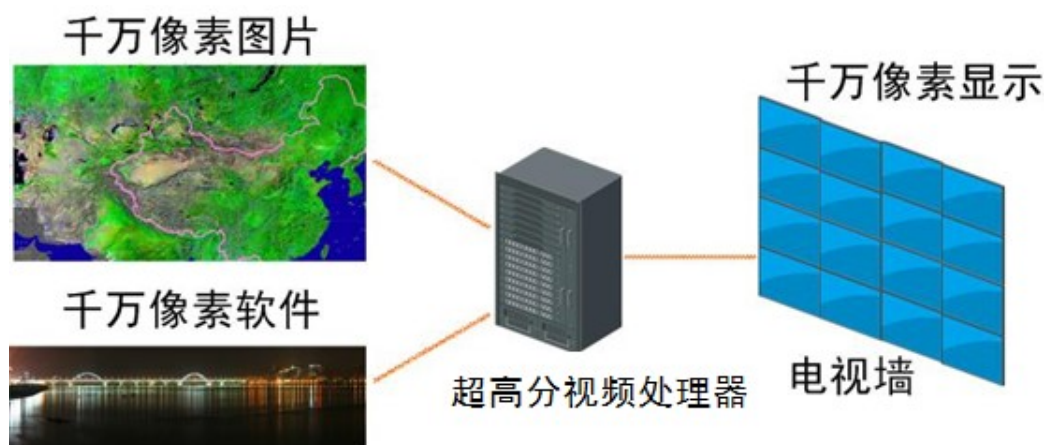 千万像素图片
千万像素显示
千万像素软件
超高分视频处理器
电视墙